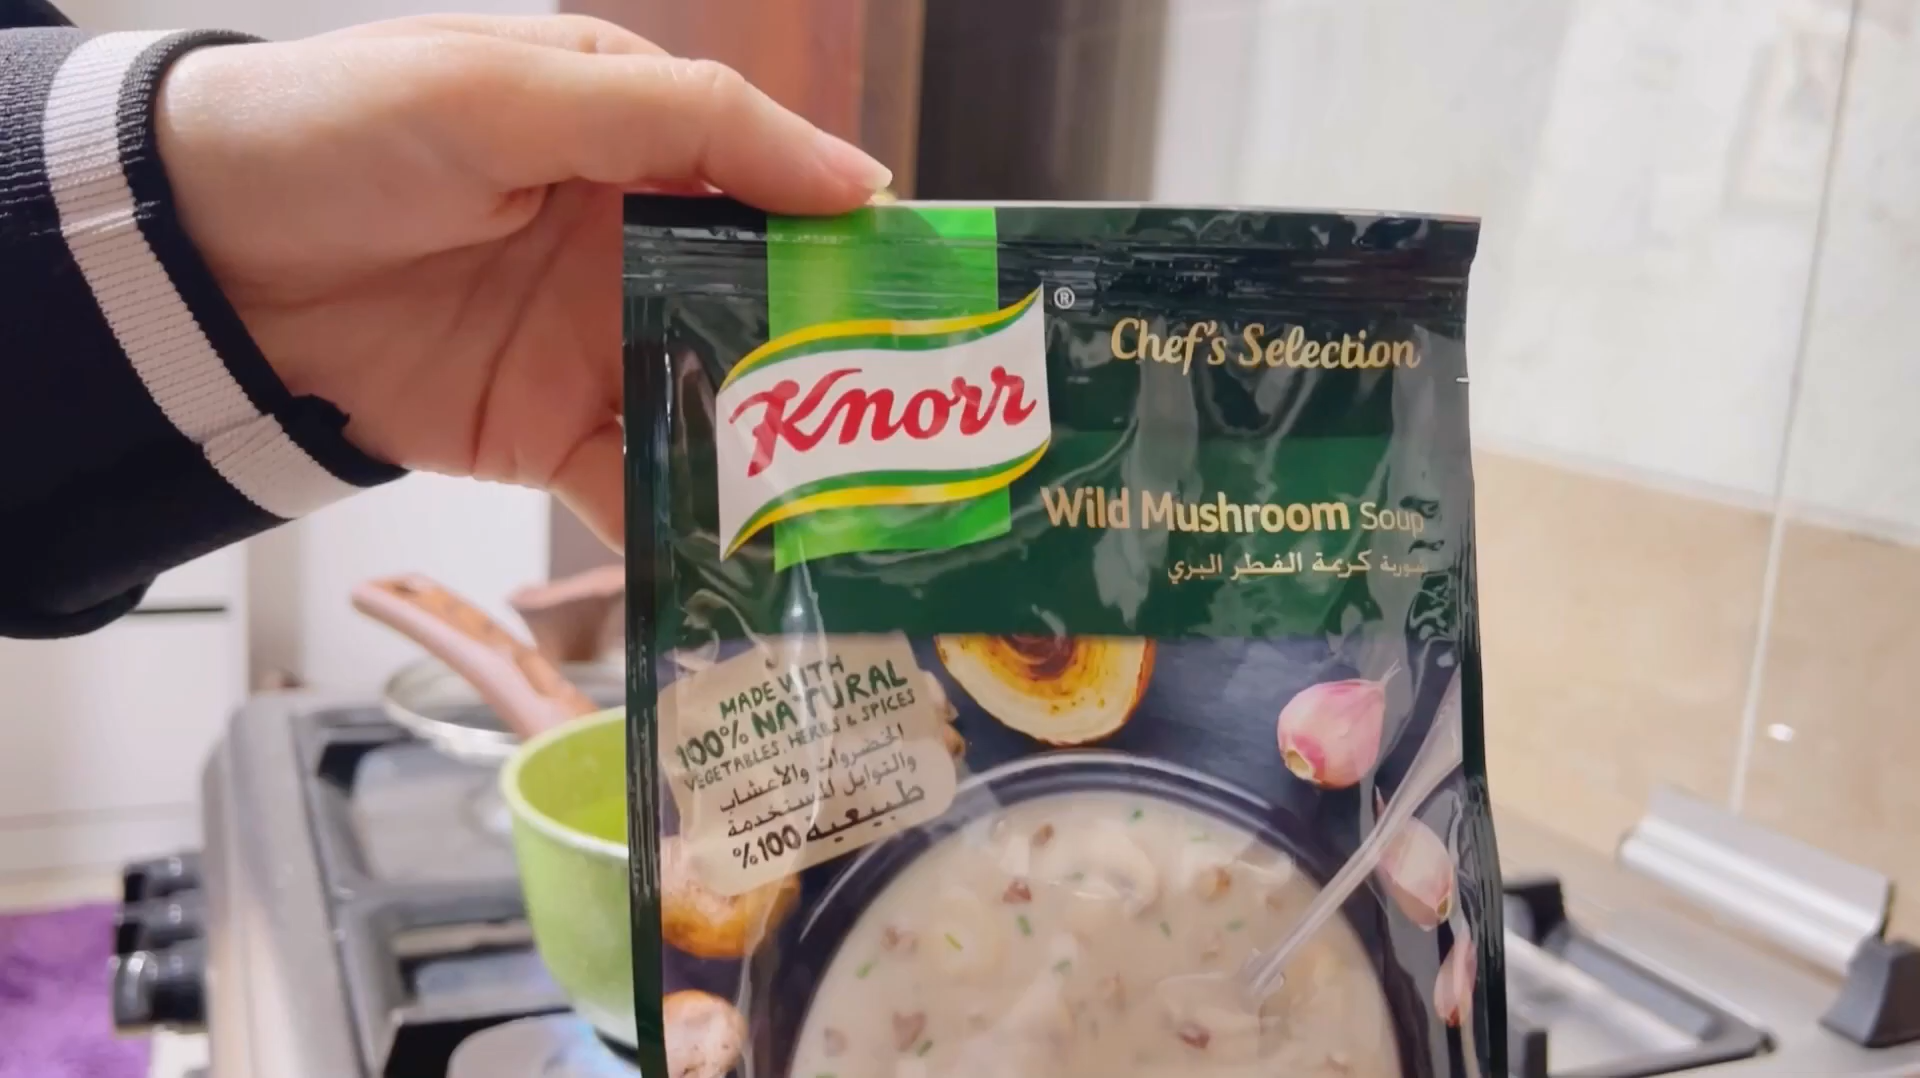 Knorr®
Chef's Selection
Wild Mushroom Soup
شوربة كريمة الفطر البري
MADE WITH
100% NATURAL
VEGETABLES, HERBS & SPICES
الخضروات والأعشاب
والتوابل المستخدمة
طبيعية 100%